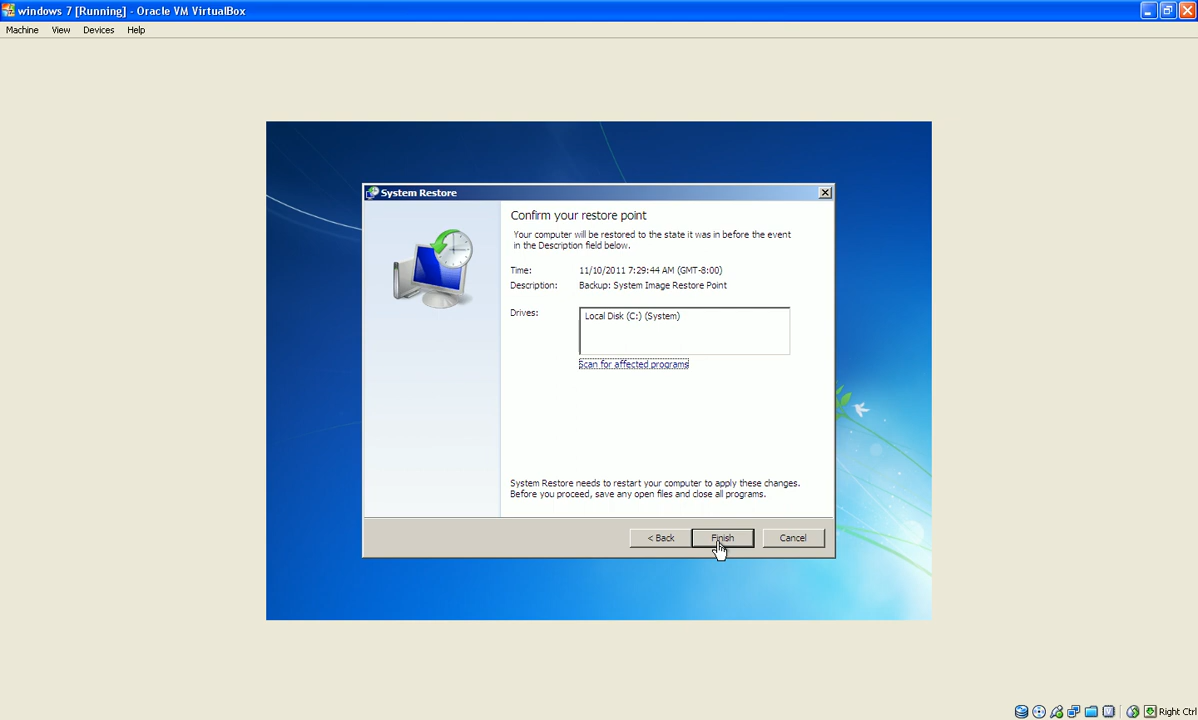 windows 7 [Running] - Oracle VM VirtualBox
Machine View Devices Help
System Restore
Confirm your restore point
Your computer will be restored to the state it was in before the event
in the Description field below.
Time: 11/10/2011 7:29:44 AM (GMT-8:00)
Description: Backup: System Image Restore Point
Drives: Local Disk (C:) (System)
Scan for affected programs
System Restore needs to restart your computer to apply these changes.
Before you proceed, save any open files and close all programs.
< Back Finish Cancel
Right Ctrl